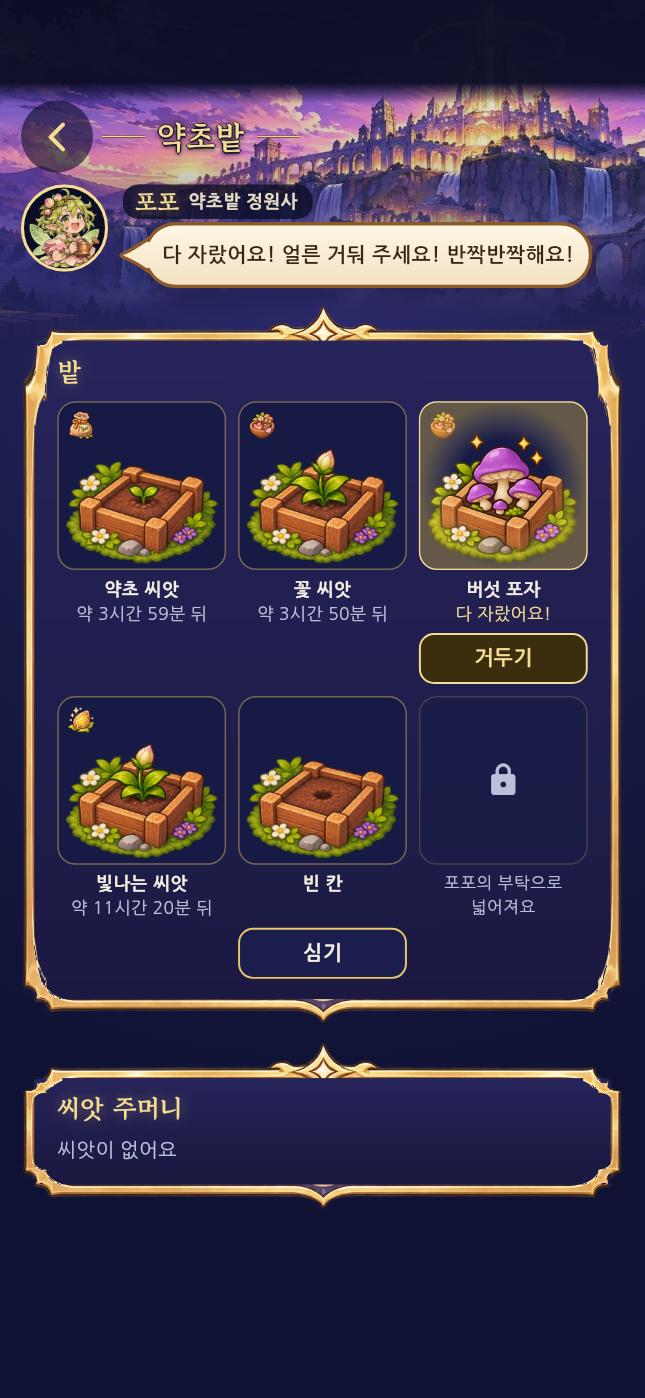 약초밭
포포 약초밭 정원사
다 자랐어요! 얼른 거둬 주세요! 반짝반짝해요!
밭
약초 씨앗
약 3시간 59분 뒤
꽃 씨앗
약 3시간 50분 뒤
버섯 포자
다 자랐어요!
거두기
빛나는 씨앗
약 11시간 20분 뒤
빈 칸
심기
포포의 부탁으로
넓어져요
씨앗 주머니
씨앗이 없어요